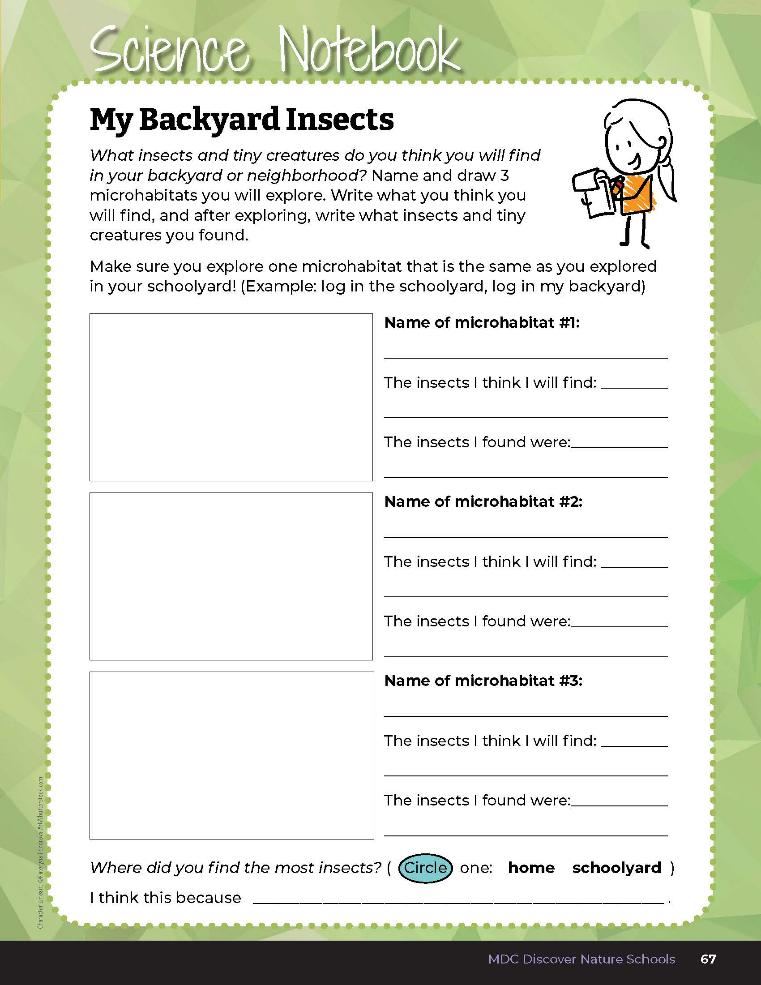 Science Notebook
My Backyard Insects
What insects and tiny creatures do you think you will find
in your backyard or neighborhood? Name and draw 3
microhabitats you will explore. Write what you think you
will find, and after exploring, write what insects and tiny
creatures you found.
Make sure you explore one microhabitat that is the same as you explored
in your schoolyard! (Example: log in the schoolyard, log in my backyard)
Name of microhabitat #1:
The insects I think I will find:
The insects I found were:
Name of microhabitat #2:
The insects I think I will find:
The insects I found were:
Name of microhabitat #3:
The insects I think I will find:
The insects I found were:
Where did you find the most insects? ( Circle one: home schoolyard )
I think this because .
MDC Discover Nature Schools 67